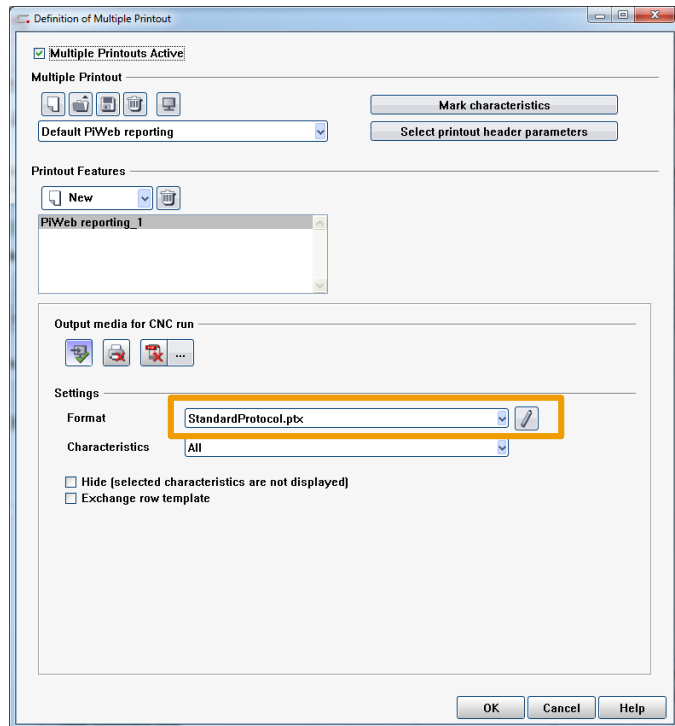 Definition of Multiple Printout
Multiple Printouts Active
Multiple Printout
Mark characteristics
Default PiWeb reporting
Select printout header parameters
Printout Features
New
PiWeb reporting_1
Output media for CNC run
...
Settings
Format
StandardProtocol.ptx
Characteristics
All
Hide (selected characteristics are not displayed)
Exchange row template
OK
Cancel
Help